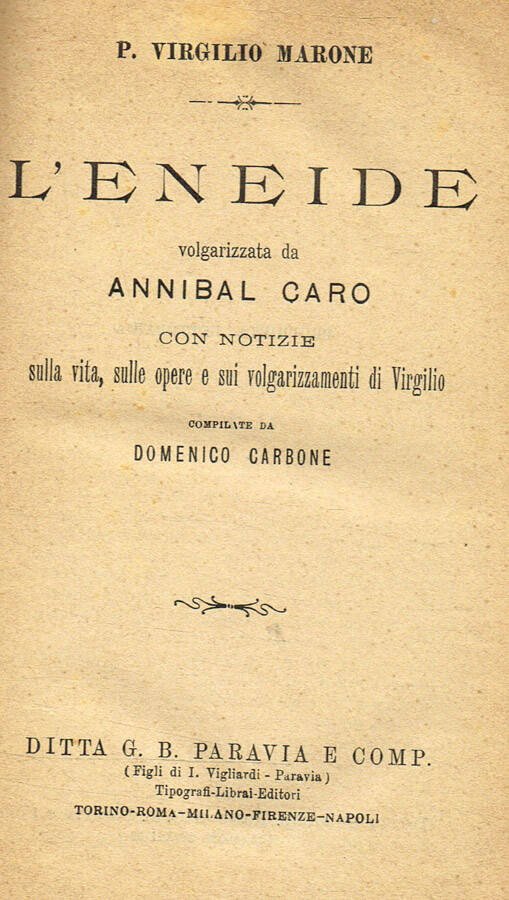 P. VIRGILIO MARONE
L'ENEIDE
volgarizzata da
ANNIBAL CARO
CON NOTIZIE
sulla vita, sulle opere e sui volgarizzamenti di Virgilio
COMPILATE DA
DOMENICO CARBONE
DITTA G. B. PARAVIA E COMP.
(Figli di I. Vigliardi - Paravia)
Tipografi-Librai-Editori
TORINO-ROMA-MILANO-FIRENZE-NAPOLI